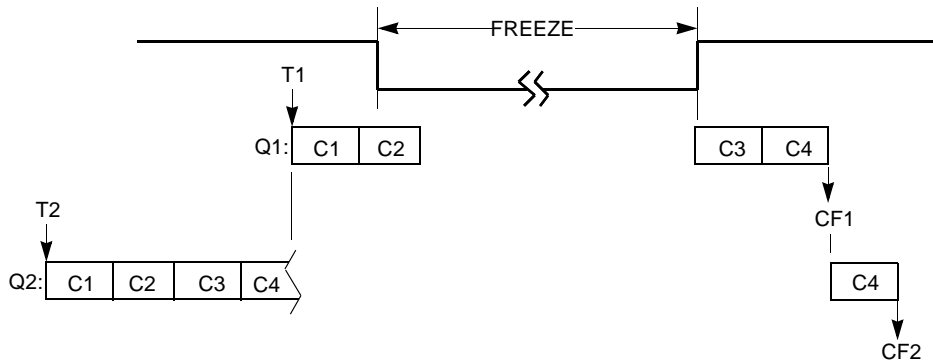 FREEZE
T1
Q1: C1 C2 C3 C4
CF1
T2
Q2: C1 C2 C3 C4 C4
CF2